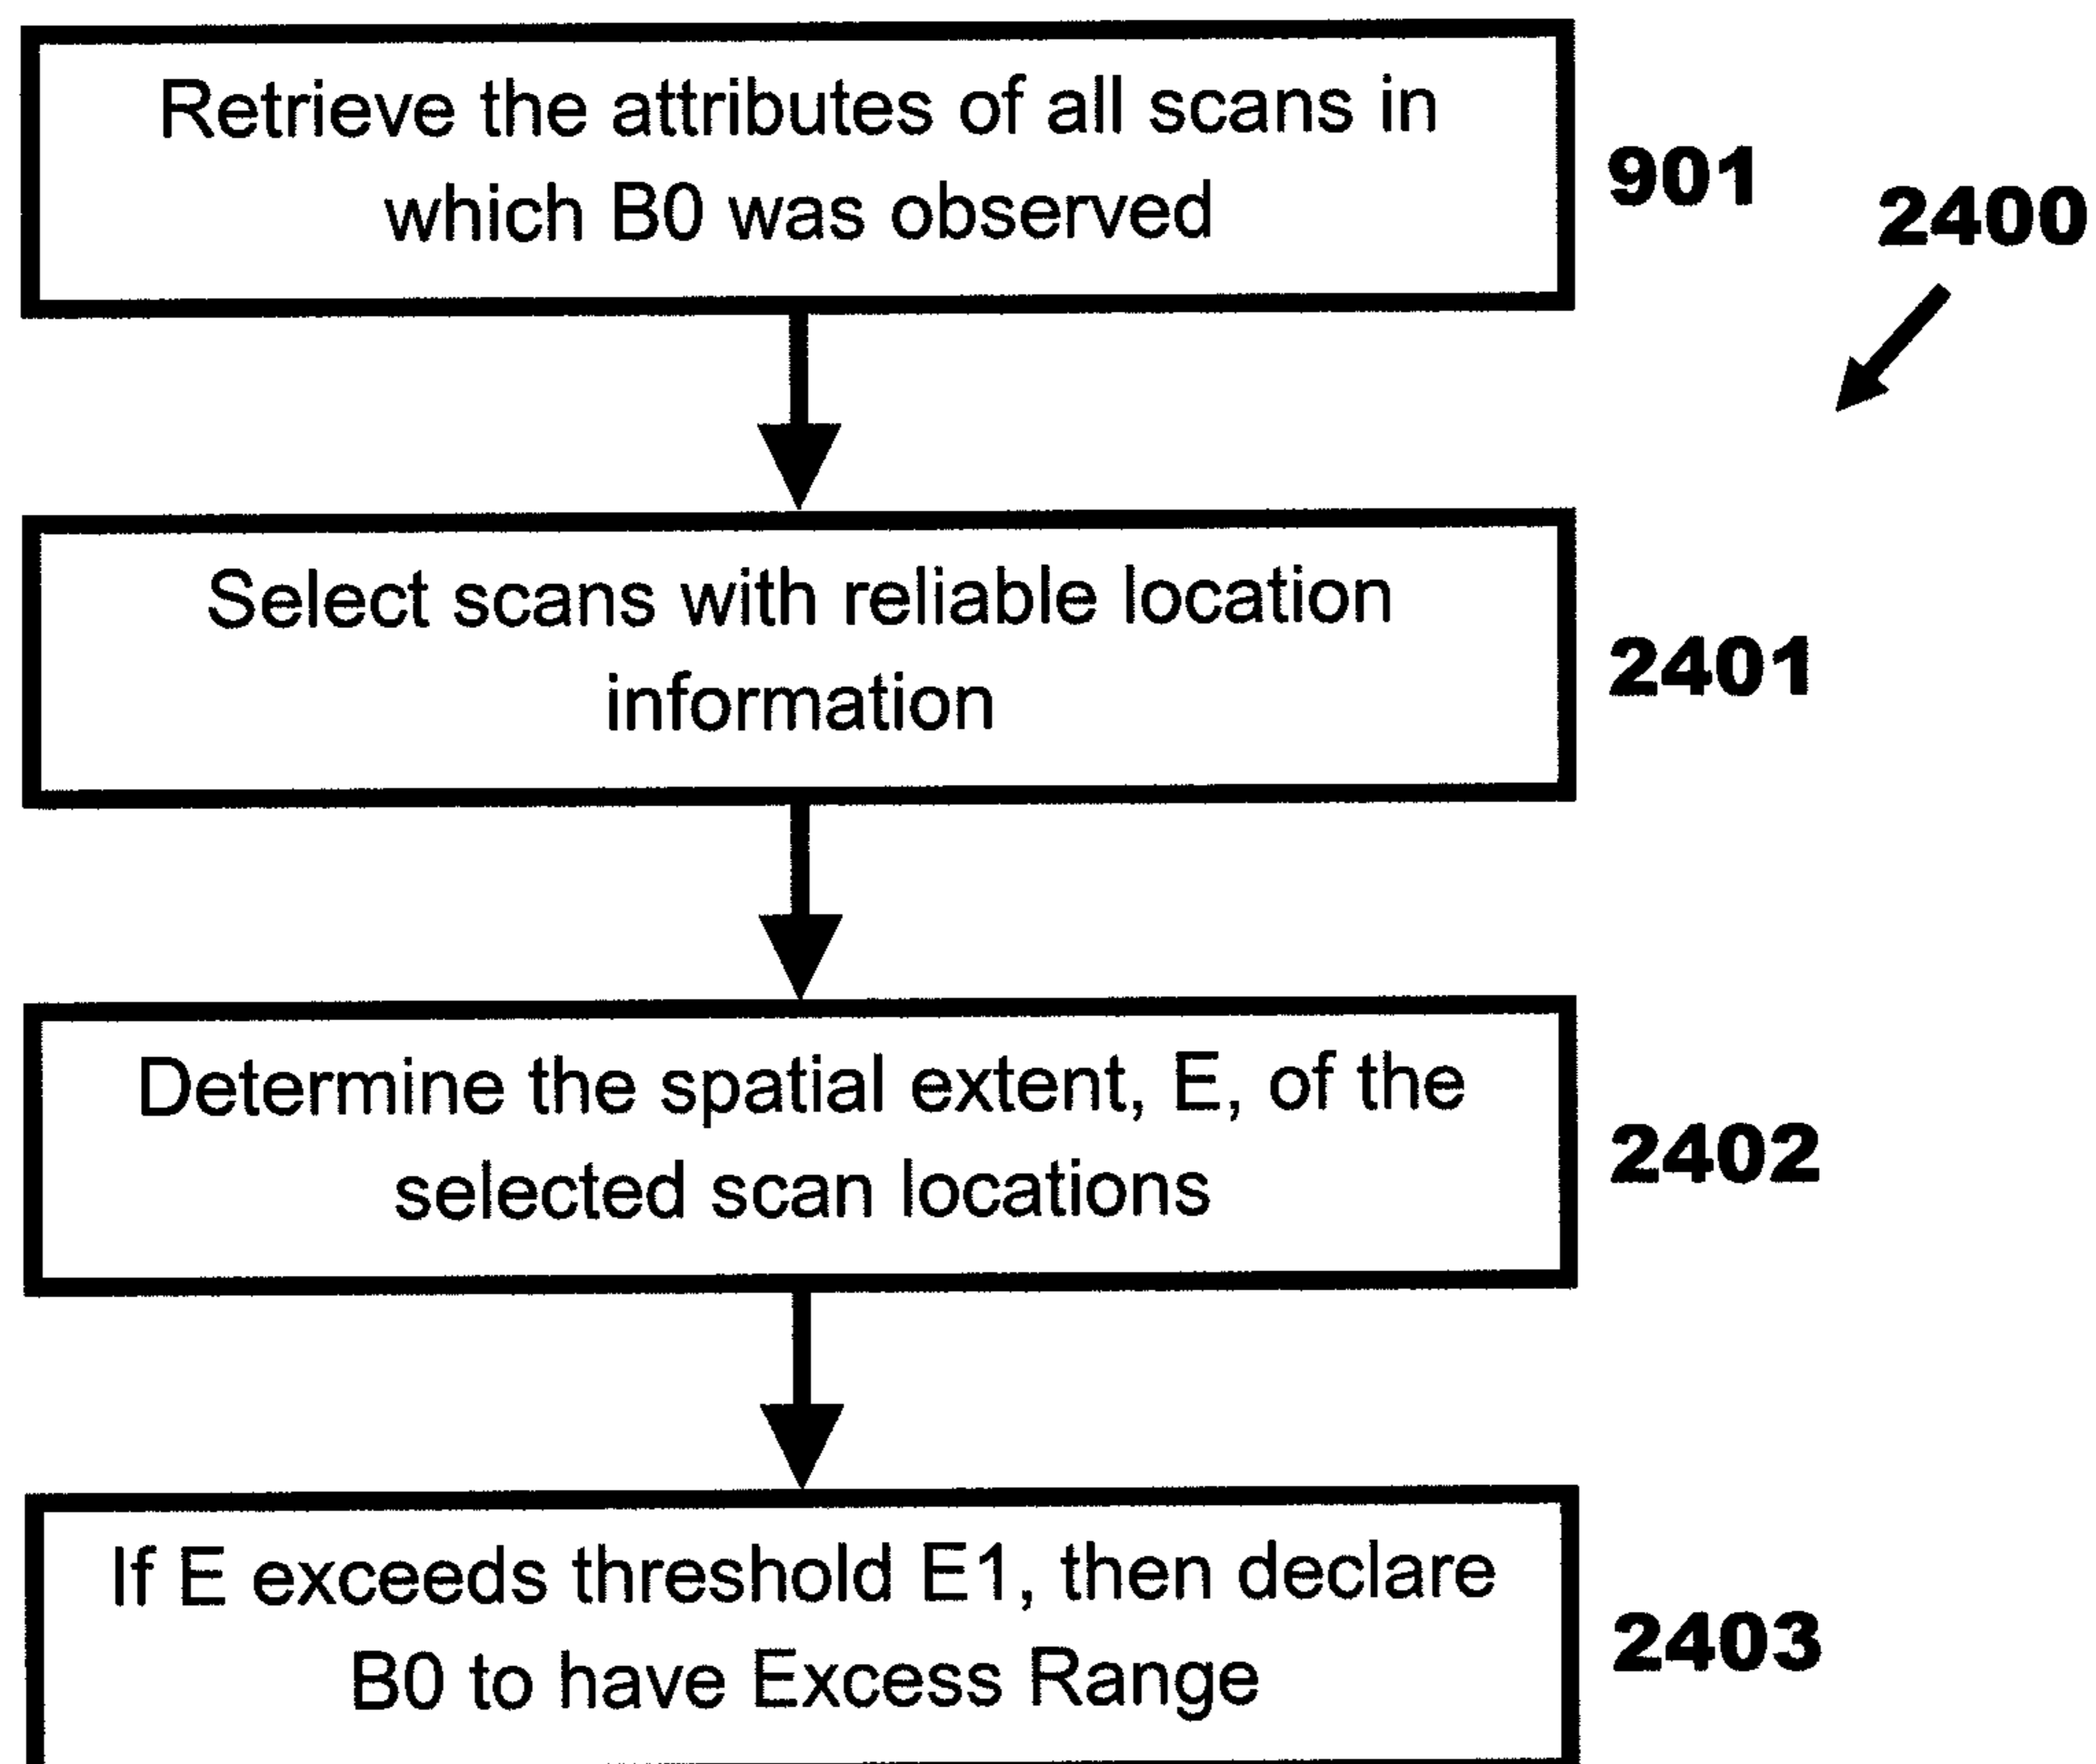 Retrieve the attributes of all scans in
which B0 was observed
901
2400
Select scans with reliable location
information
2401
Determine the spatial extent, E, of the
selected scan locations
2402
If E exceeds threshold E1, then declare
B0 to have Excess Range
2403